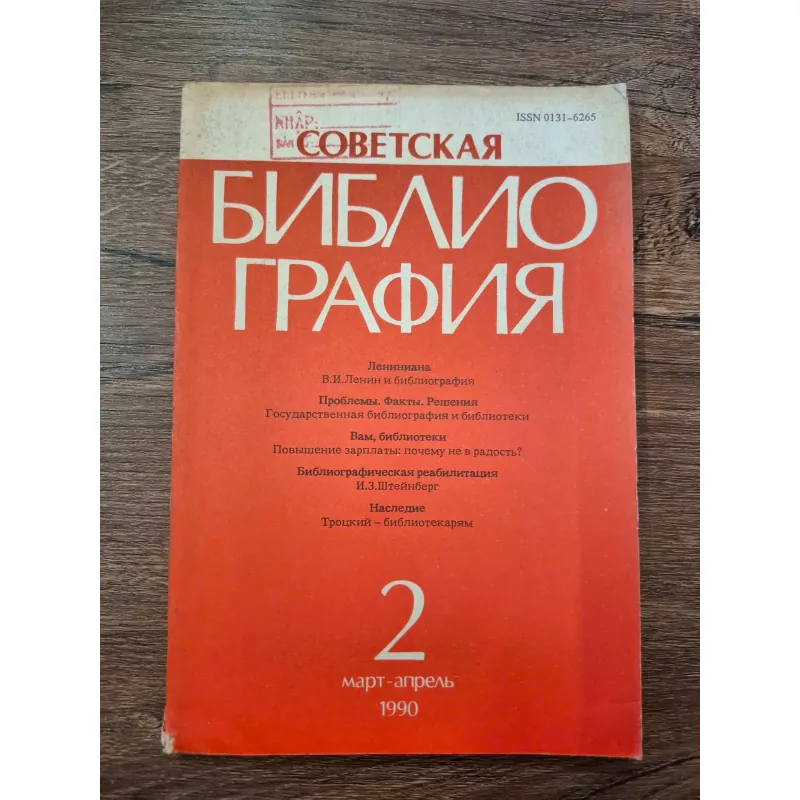 NHẬP:
ISSN 0131-6265
СОВЕТСКАЯ
БИБЛИО
ГРАФИЯ
Лениниана
В.И.Ленин и библиография
Проблемы. Факты. Решения
Государственная библиография и библиотеки
Вам, библиотеки
Повышение зарплаты: почему не в радость?
Библиографическая реабилитация
И.З.Штейнберг
Наследие
Троцкий – библиотекарям
2
март-апрель
1990